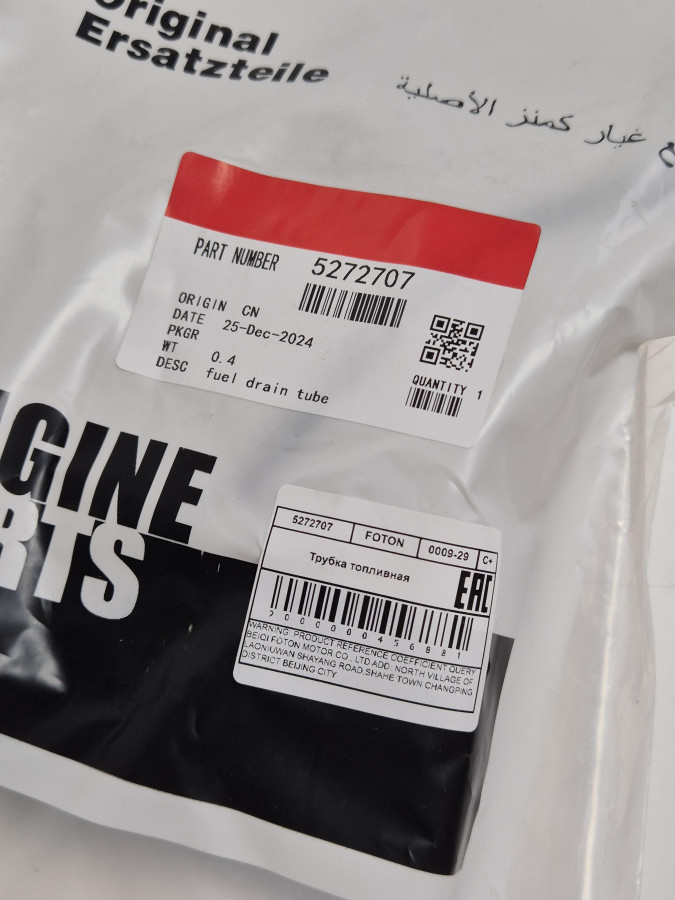 Original
Ersatzteile
غيار كمنز الأصلية
PART NUMBER 5272707
ORIGIN CN
DATE 25-Dec-2024
PKGR
WT 0.4
DESC fuel drain tube
QUANTITY 1
GINE
RTS
5272707 FOTON 0009-29 C+
Трубка топливная
EAC
2000000456881
WARNING: PRODUCT REFERENCE COEFFICIENT QUERY
BEIQI FOTON MOTOR CO., LTD ADD. NORTH VILLAGE OF
LAONIUWAN SHAYANG ROAD.SHAHE TOWN CHANGPING
DISTRICT BEIJING CITY